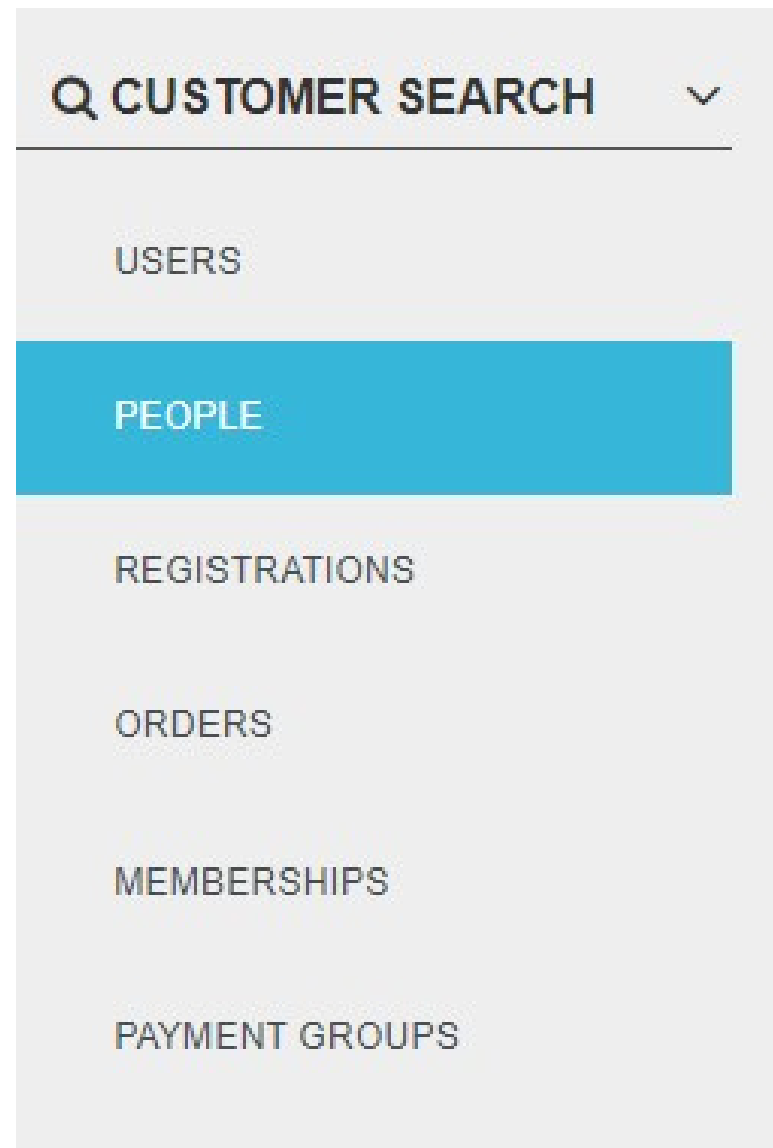 CUSTOMER SEARCH
USERS
PEOPLE
REGISTRATIONS
ORDERS
MEMBERSHIPS
PAYMENT GROUPS